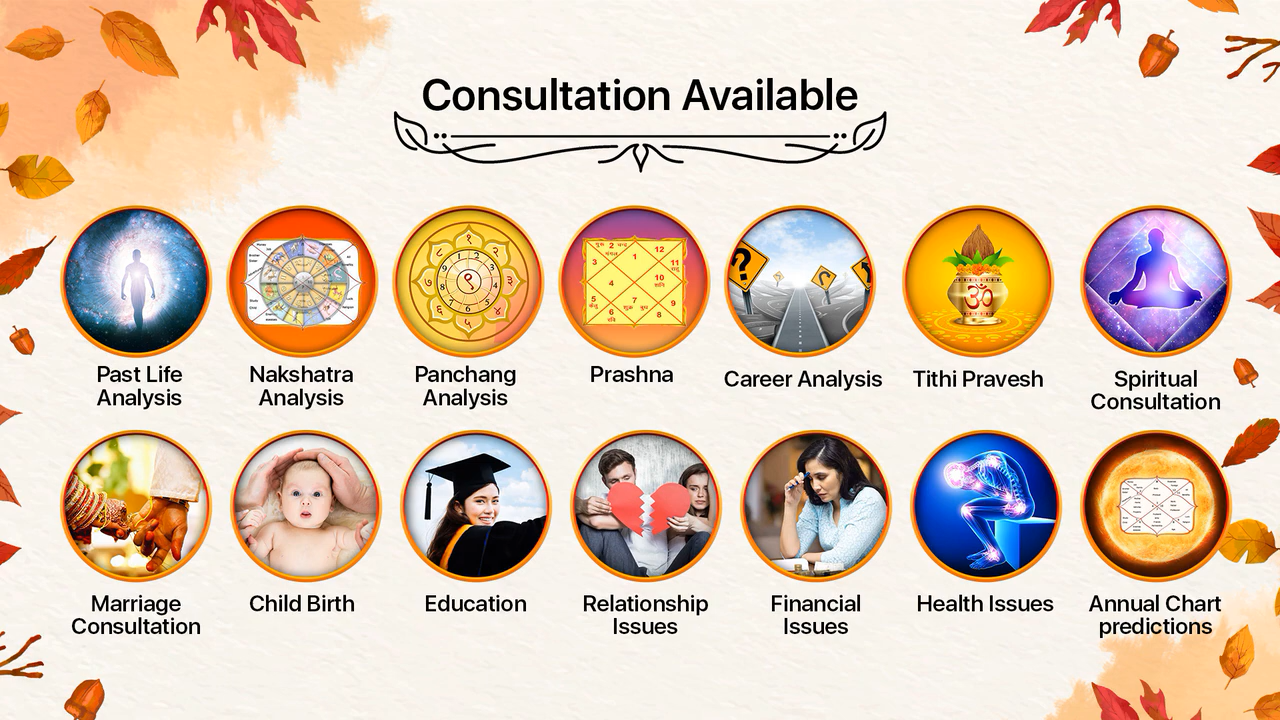 Consultation Available
Past Life
Analysis
Nakshatra
Analysis
Panchang
Analysis
Prashna
Career Analysis
Tithi Pravesh
Spiritual
Consultation
Marriage
Consultation
Child Birth
Education
Relationship
Issues
Financial
Issues
Health Issues
Annual Chart
predictions